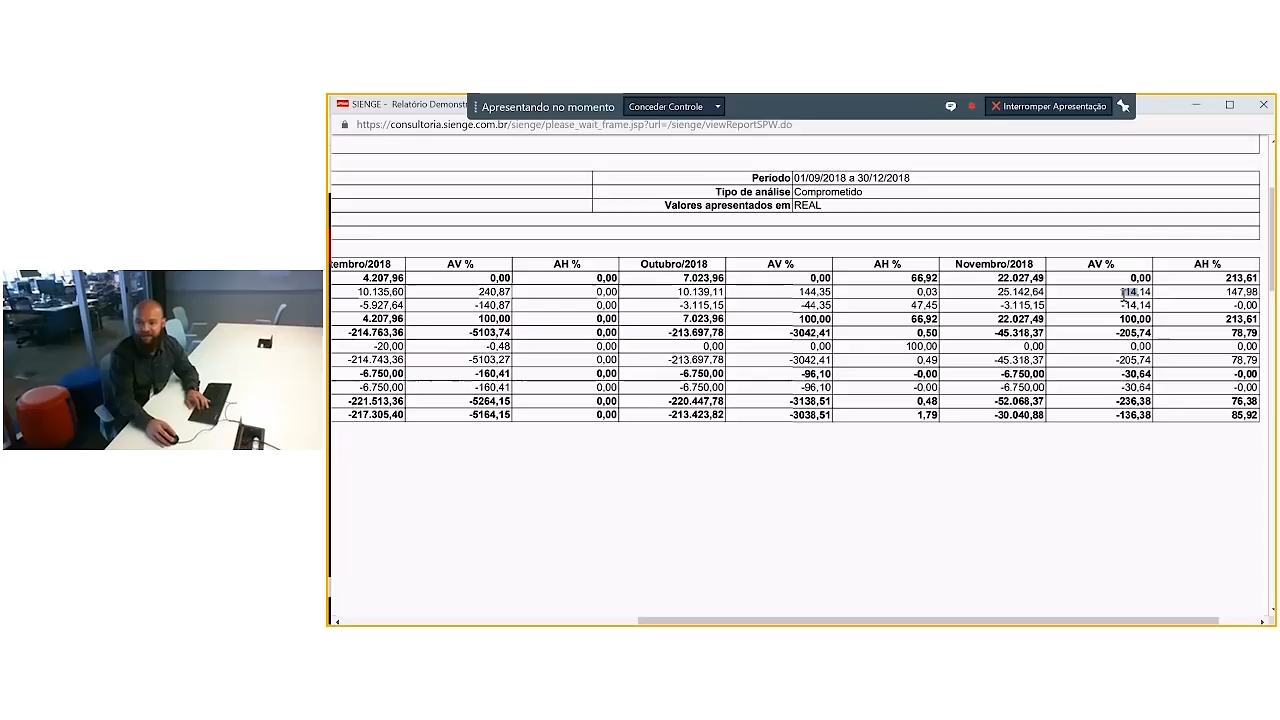 SIENGE - Relatório Demonst
Apresentando no momento
Conceder Controle
Interromper Apresentação
https://consultoria.sienge.com.br/sienge/please_wait_frame.jsp?url=/sienge/viewReportSPW.do
Período 01/09/2018 a 30/12/2018
Tipo de análise Comprometido
Valores apresentados em REAL
tembro/2018 AV % AH % Outubro/2018 AV % AH % Novembro/2018 AV % AH %
4.207,96 0,00 0,00 7.023,96 0,00 66,92 22.027,49 0,00 213,61
10.135,60 240,87 0,00 10.139,11 144,35 0,03 25.142,64 114,14 147,98
-5.927,64 -140,87 0,00 -3.115,15 -44,35 47,45 -3.115,15 -14,14 -0,00
4.207,96 100,00 0,00 7.023,96 100,00 66,92 22.027,49 100,00 213,61
-214.763,36 -5103,74 0,00 -213.697,78 -3042,41 0,50 -45.318,37 -205,74 78,79
-20,00 -0,48 0,00 0,00 0,00 100,00 0,00 0,00 0,00
-214.743,36 -5103,27 0,00 -213.697,78 -3042,41 0,49 -45.318,37 -205,74 78,79
-6.750,00 -160,41 0,00 -6.750,00 -96,10 -0,00 -6.750,00 -30,64 -0,00
-6.750,00 -160,41 0,00 -6.750,00 -96,10 -0,00 -6.750,00 -30,64 -0,00
-221.513,36 -5264,15 0,00 -220.447,78 -3138,51 0,48 -52.068,37 -236,38 76,38
-217.305,40 -5164,15 0,00 -213.423,82 -3038,51 1,79 -30.040,88 -136,38 85,92